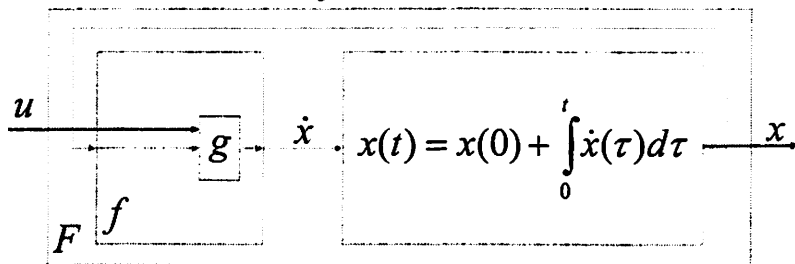 u
g
ẋ
x(t) = x(0) + ∫₀ᵗ ẋ(τ)dτ
x
f
F